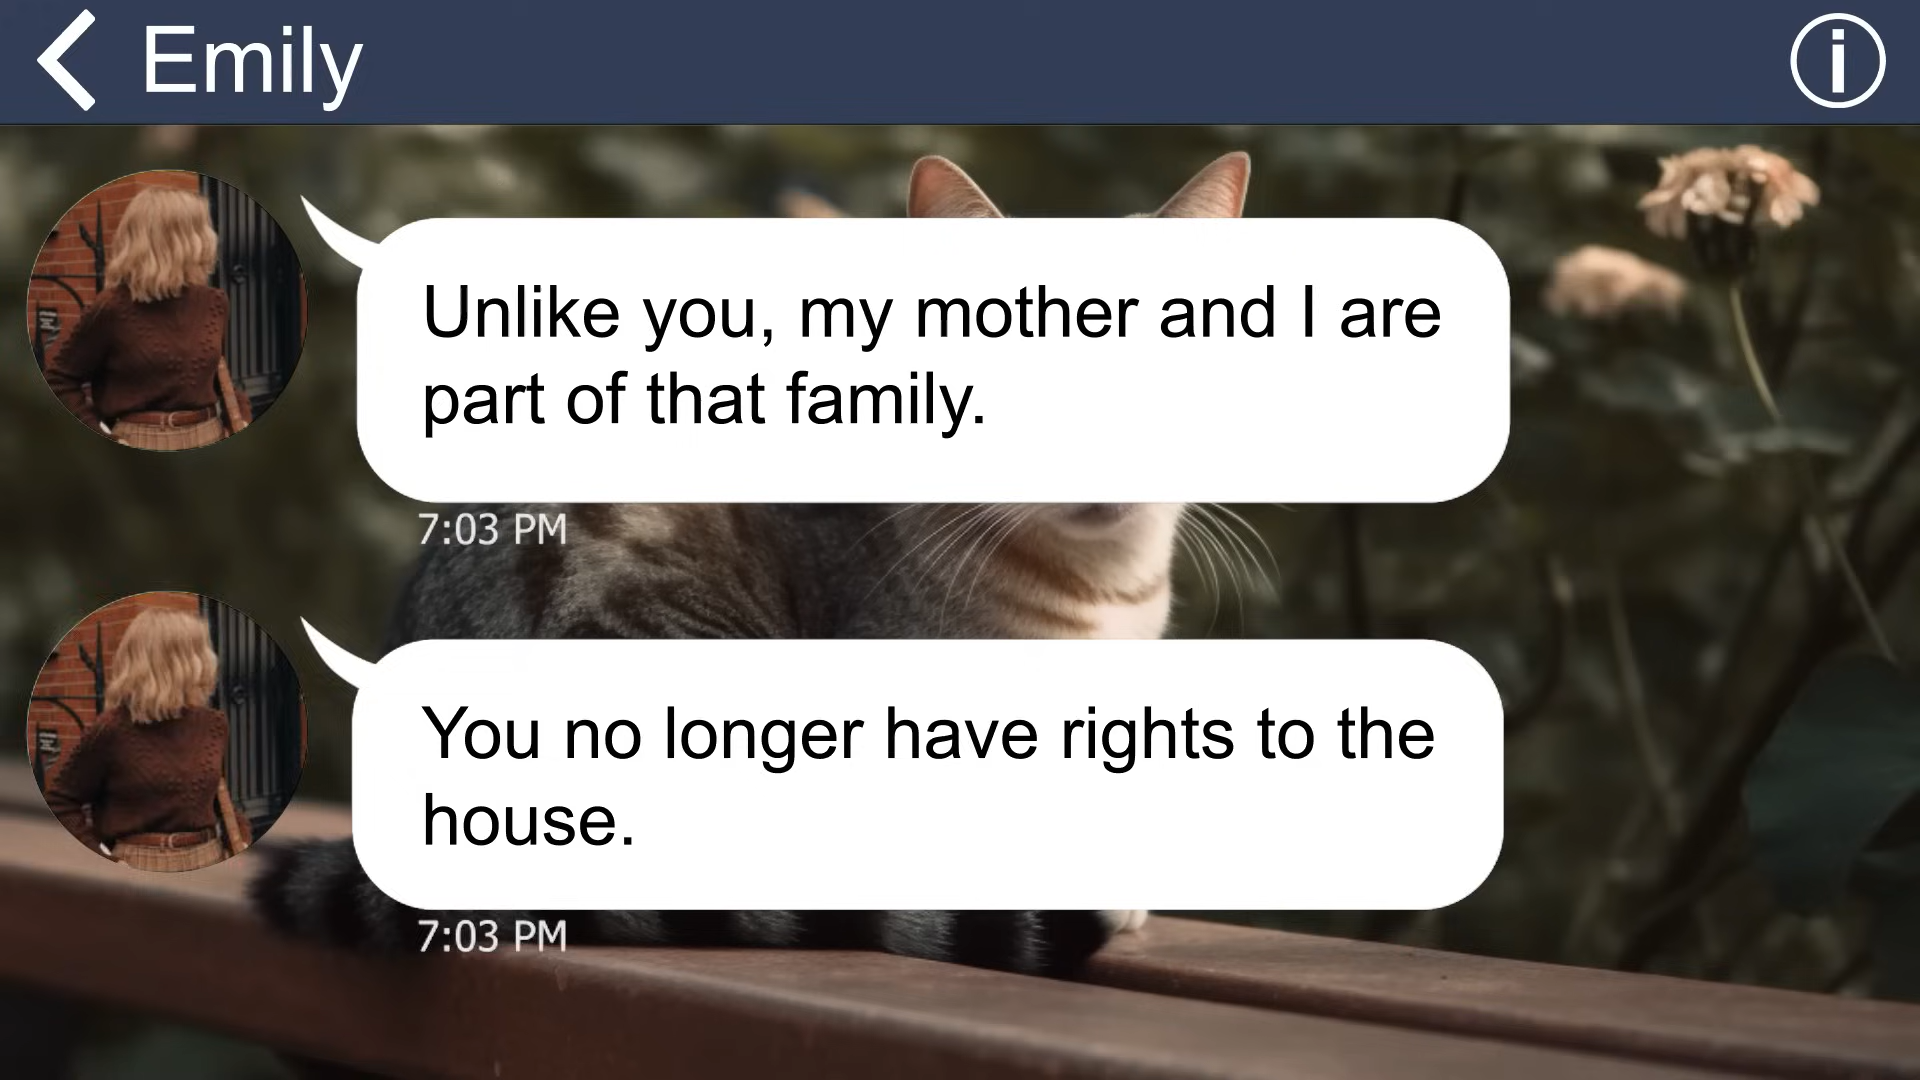 Emily
Unlike you, my mother and I are
part of that family.
7:03 PM
You no longer have rights to the
house.
7:03 PM